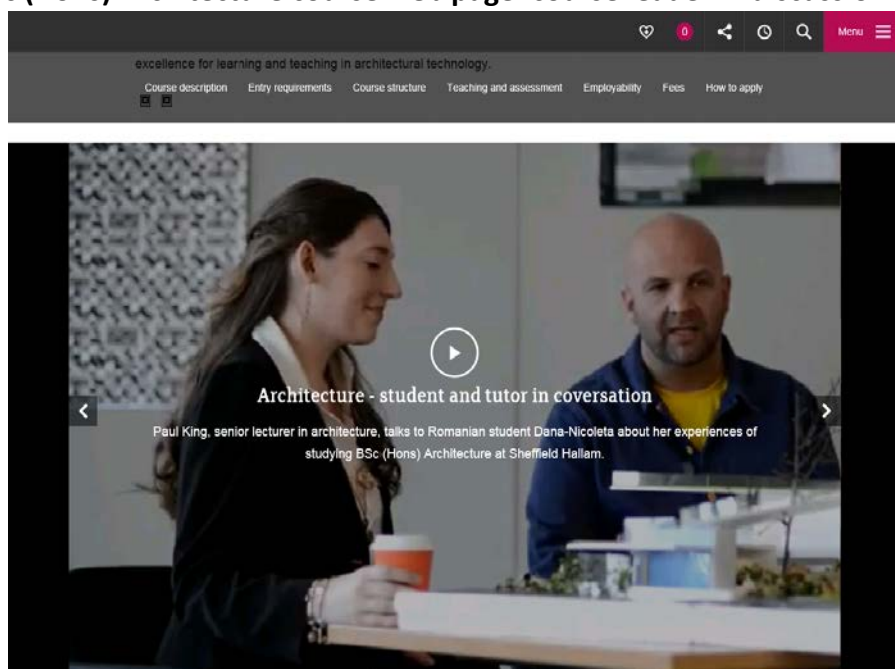 0 Menu
excellence for learning and teaching in architectural technology.
Course description Entry requirements Course structure Teaching and assessment Employability Fees How to apply
Architecture - student and tutor in coversation
Paul King, senior lecturer in architecture, talks to Romanian student Dana-Nicoleta about her experiences of
studying BSc (Hons) Architecture at Sheffield Hallam.